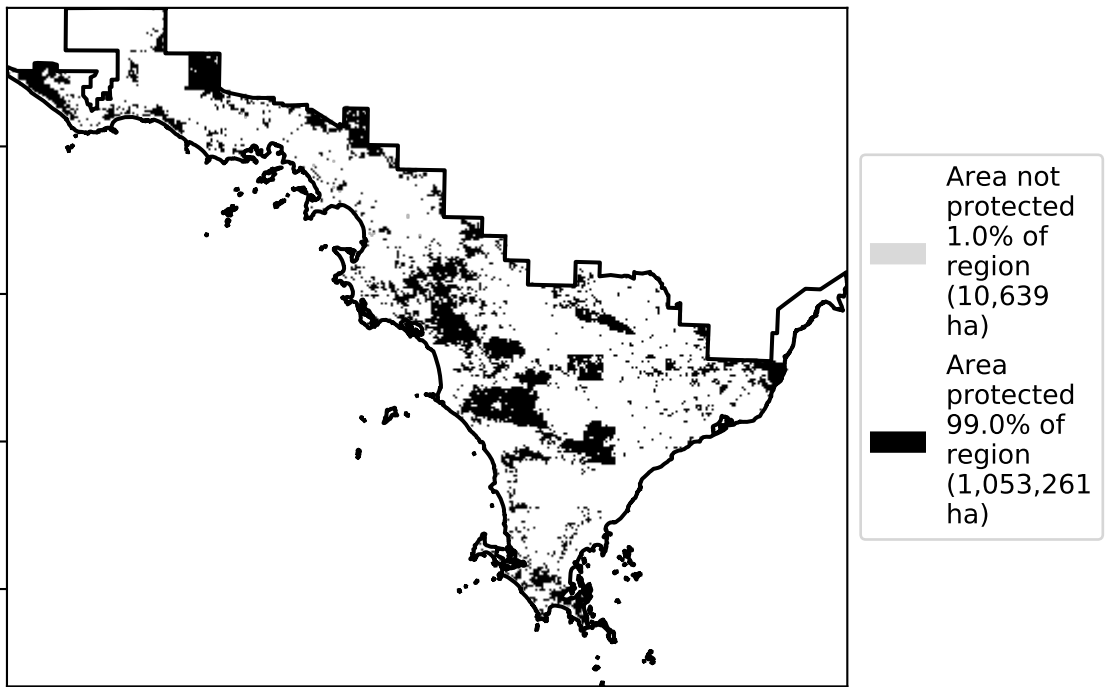 Area not
protected
1.0% of
region
(10,639
ha)
Area
protected
99.0% of
region
(1,053,261
ha)